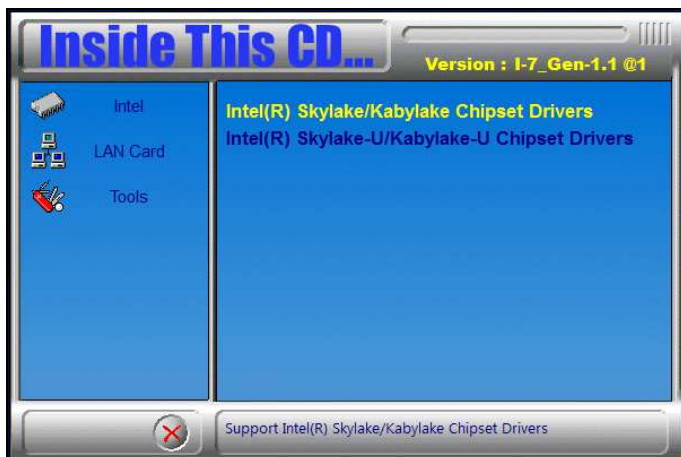 Inside This CD...
Version : I-7_Gen-1.1 @1
Intel
LAN Card
Tools
Intel(R) Skylake/Kabylake Chipset Drivers
Intel(R) Skylake-U/Kabylake-U Chipset Drivers
Support Intel(R) Skylake/Kabylake Chipset Drivers